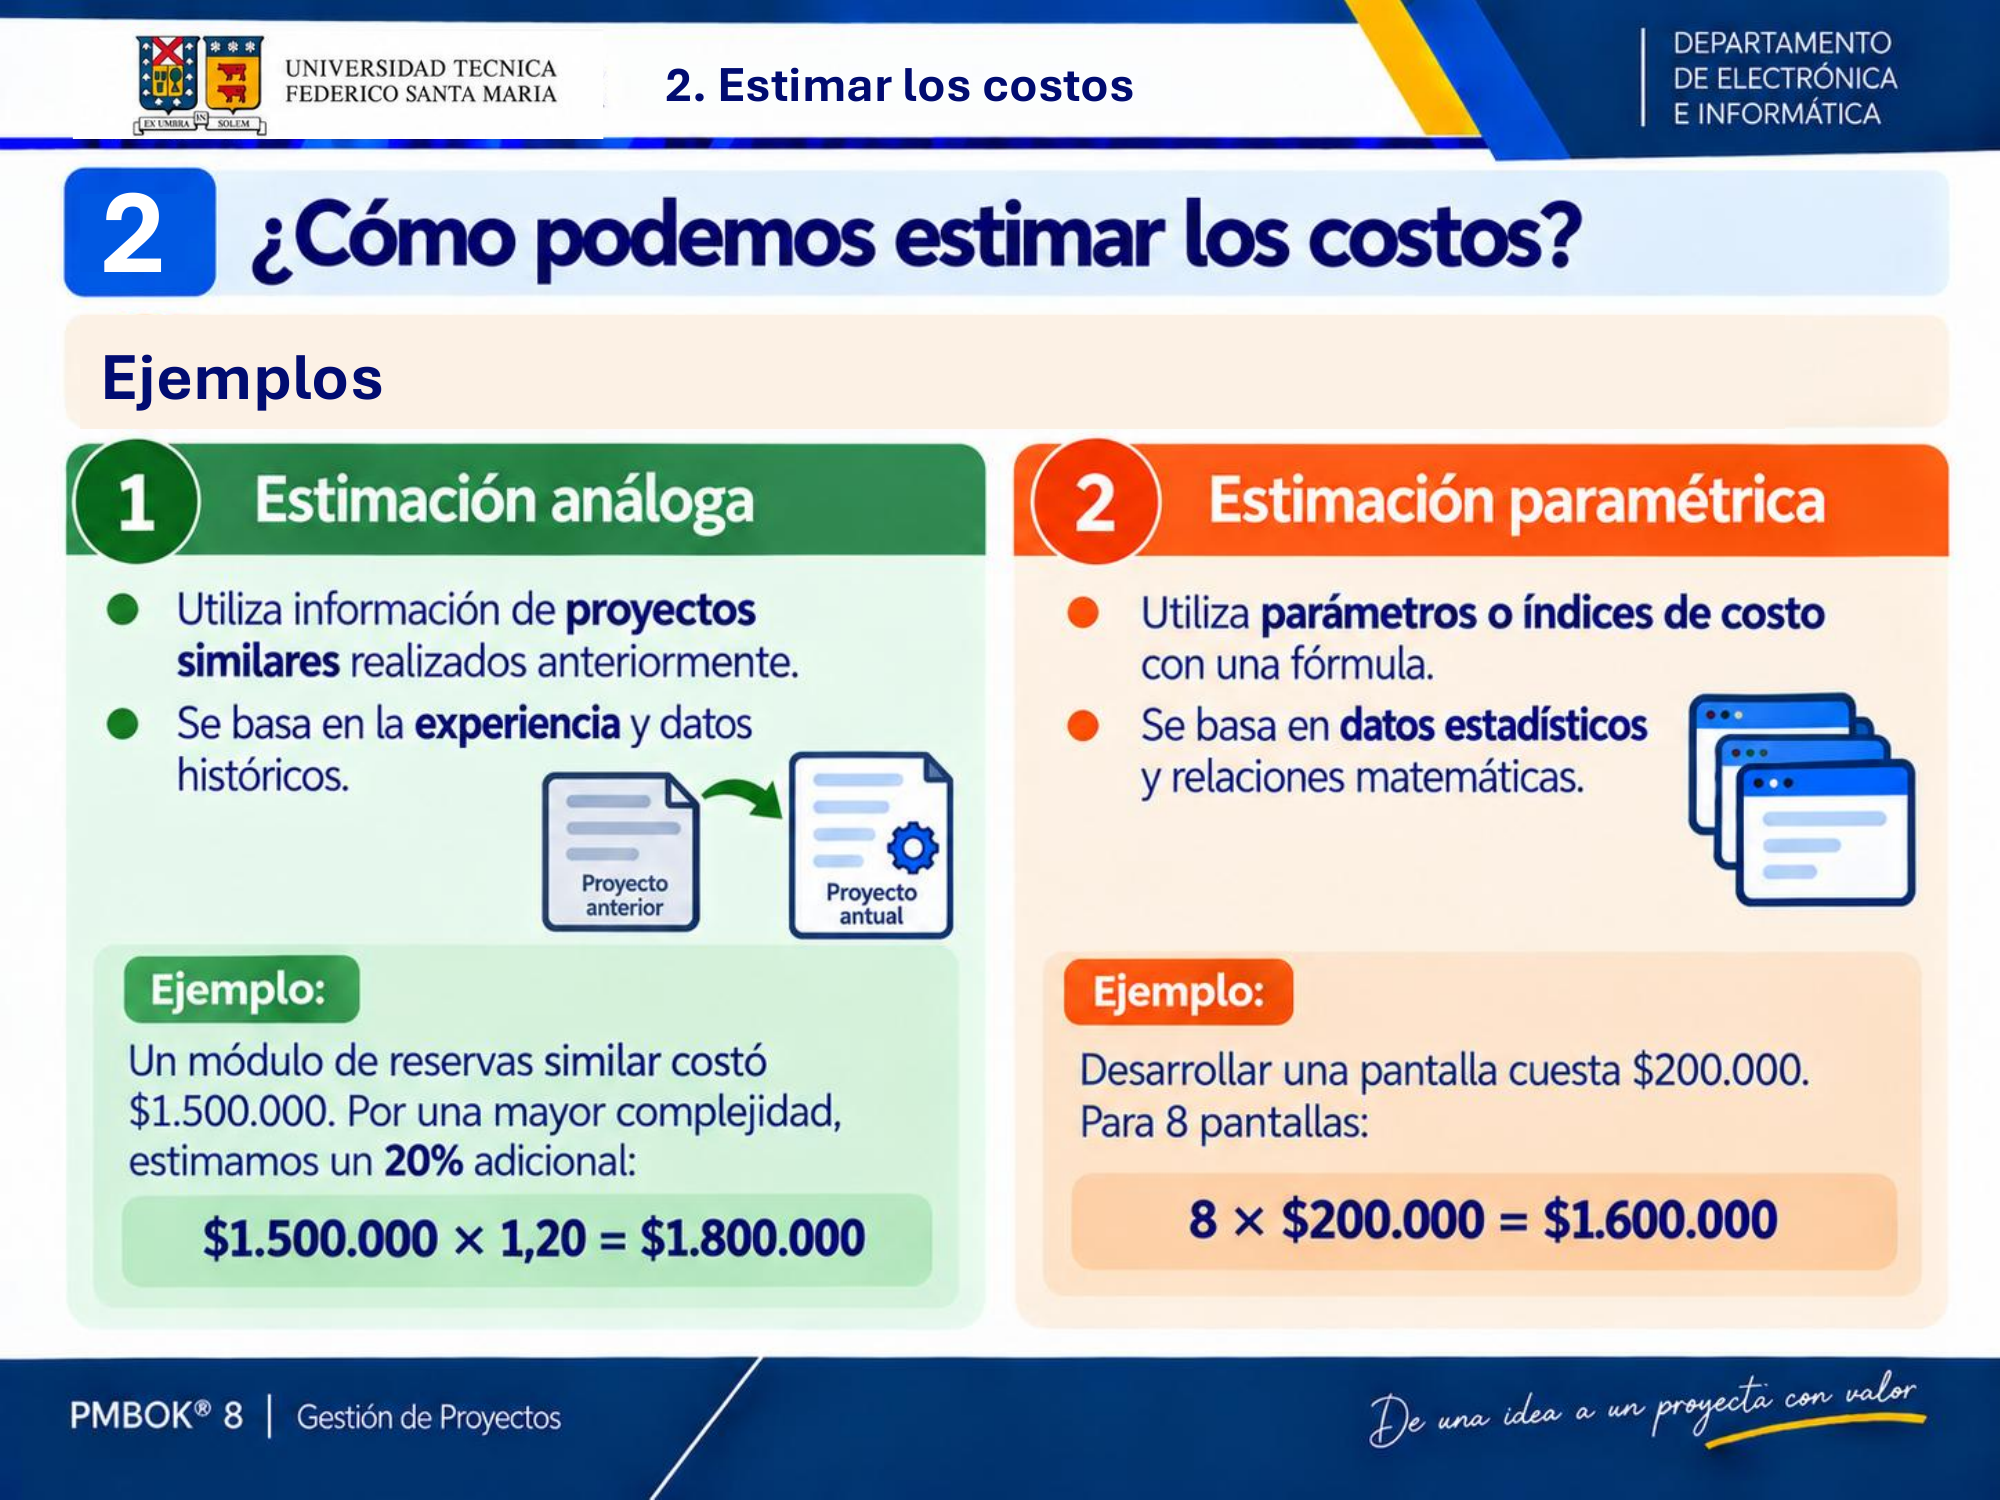 UNIVERSIDAD TECNICA
FEDERICO SANTA MARIA
EX UMBRA IN SOLEM
2. Estimar los costos
DEPARTAMENTO
DE ELECTRÓNICA
E INFORMÁTICA
2 ¿Cómo podemos estimar los costos?
Ejemplos
1 Estimación análoga
Utiliza información de proyectos
similares realizados anteriormente.
Se basa en la experiencia y datos
históricos.
Proyecto
anterior
Proyecto
antual
Ejemplo:
Un módulo de reservas similar costó
$1.500.000. Por una mayor complejidad,
estimamos un 20% adicional:
$1.500.000 × 1,20 = $1.800.000
2 Estimación paramétrica
Utiliza parámetros o índices de costo
con una fórmula.
Se basa en datos estadísticos
y relaciones matemáticas.
Ejemplo:
Desarrollar una pantalla cuesta $200.000.
Para 8 pantallas:
8 × $200.000 = $1.600.000
PMBOK® 8 | Gestión de Proyectos
De una idea a un proyecta con valor